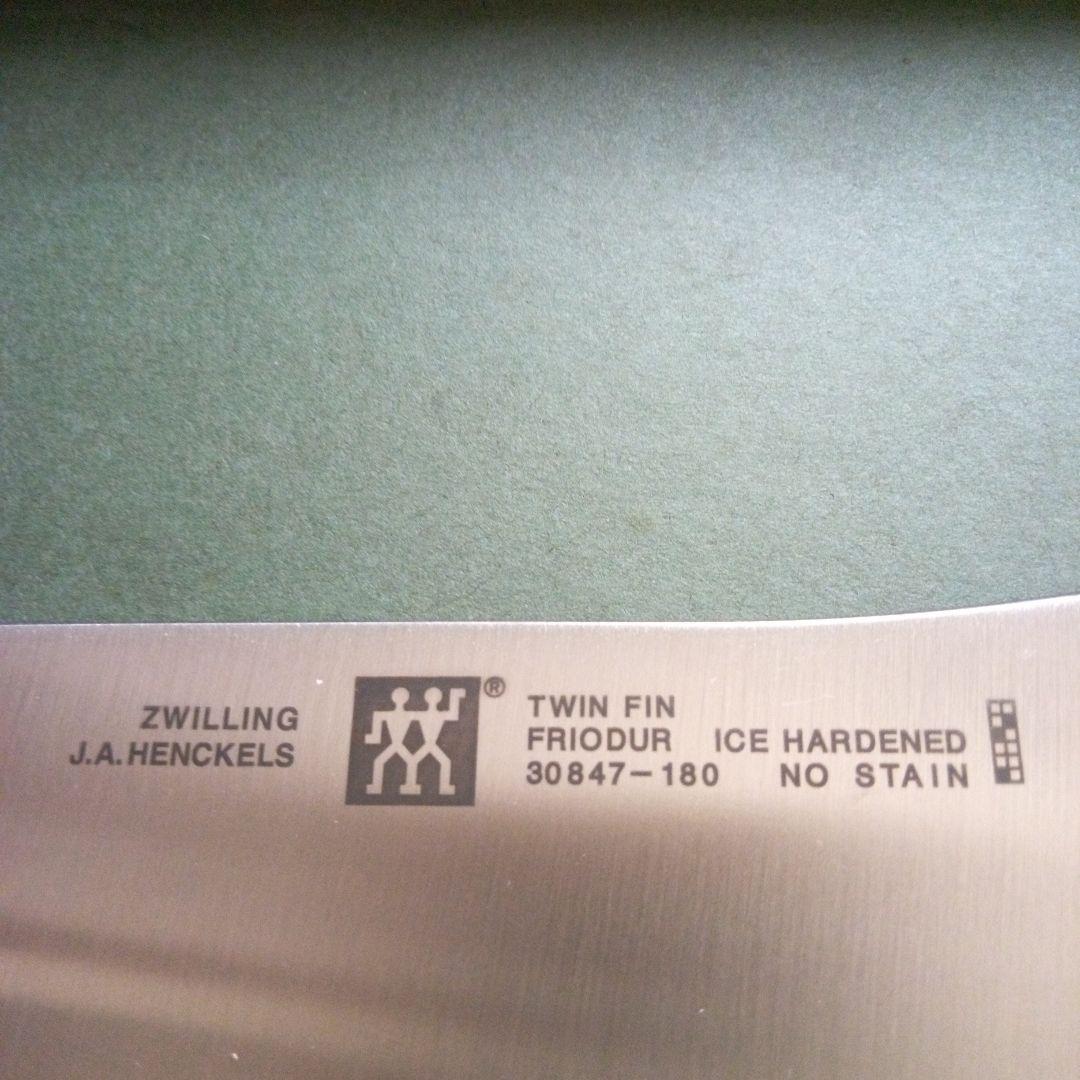 ZWILLING
J.A.HENCKELS
®
TWIN FIN
FRIODUR ICE HARDENED
30847-180 NO STAIN